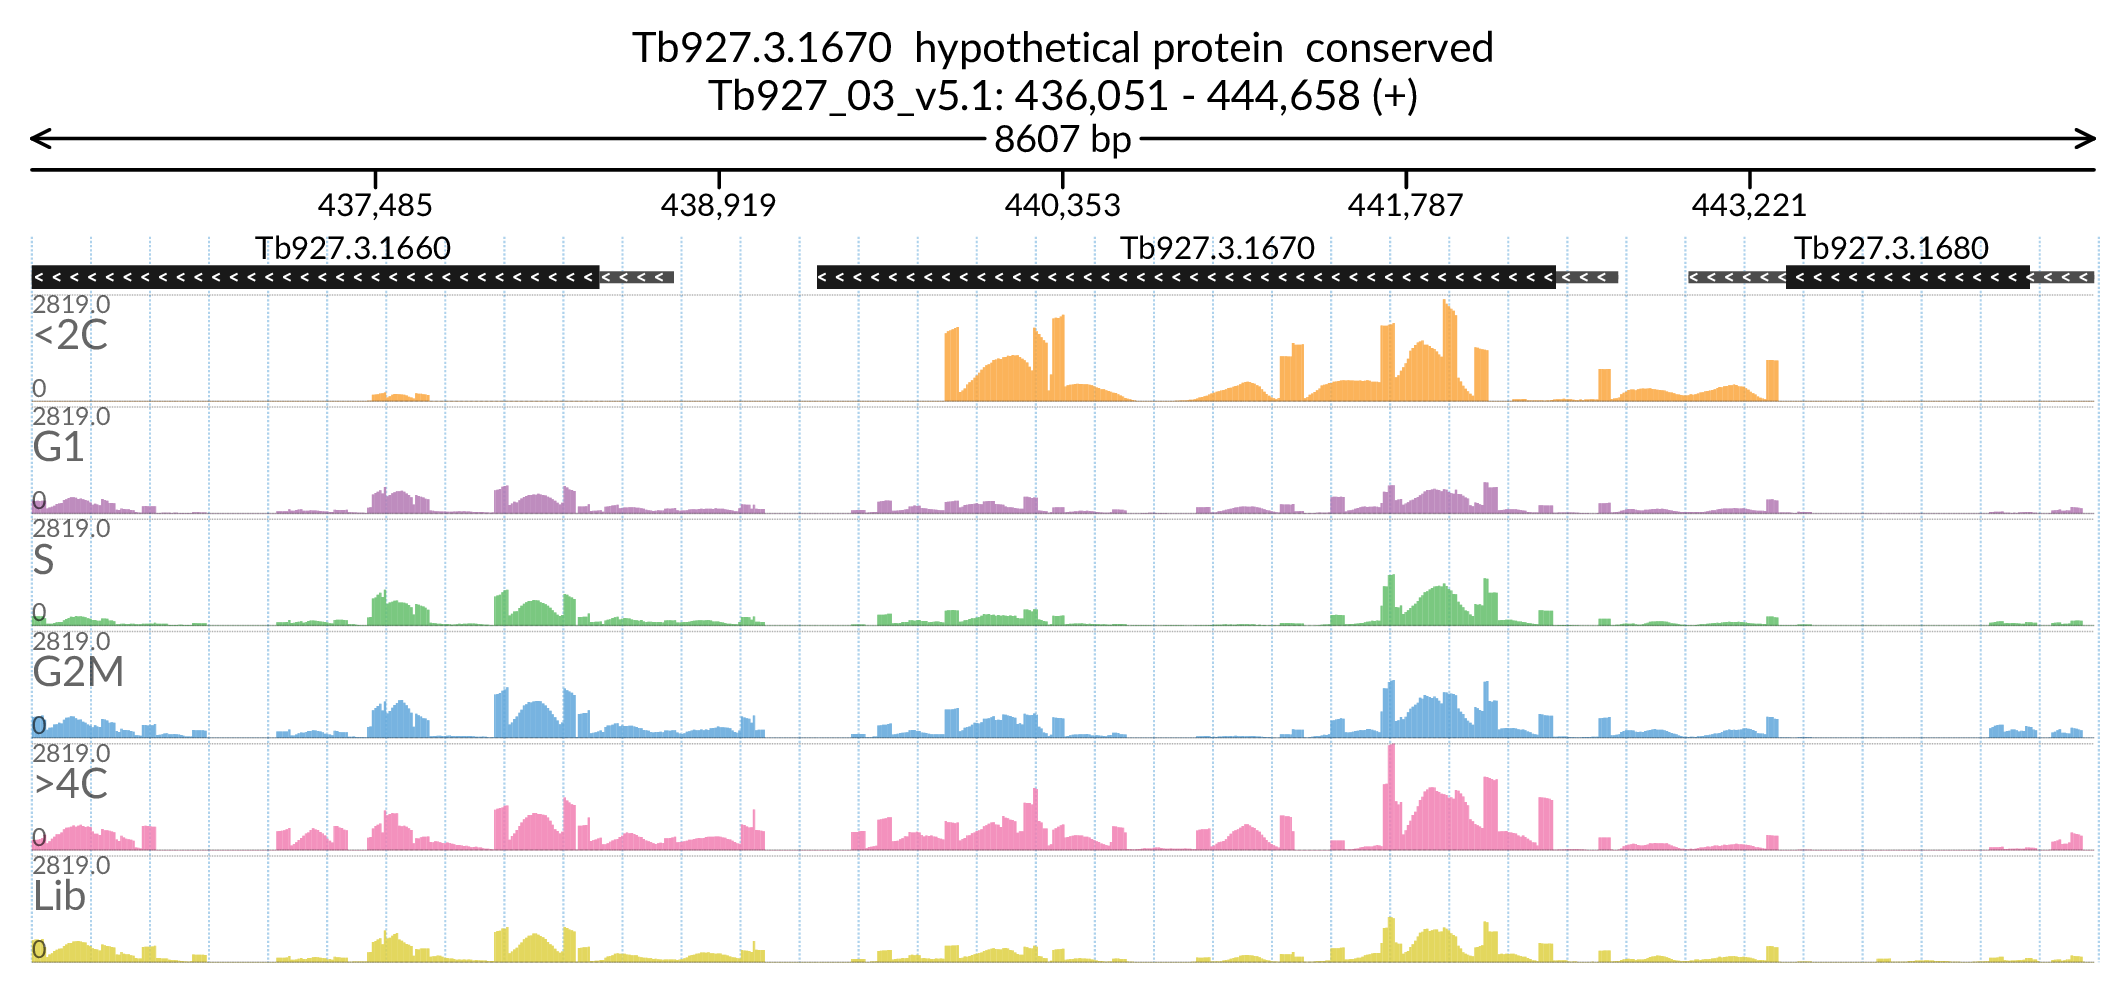 Tb927.3.1670 hypothetical protein conserved
Tb927_03_v5.1: 436,051 - 444,658 (+)
8607 bp
437,485 438,919 440,353 441,787 443,221
Tb927.3.1660 Tb927.3.1670 Tb927.3.1680
2819.0
<2C
0
2819.0
G1
0
2819.0
S
0
2819.0
G2M
0
2819.0
>4C
0
2819.0
Lib
0